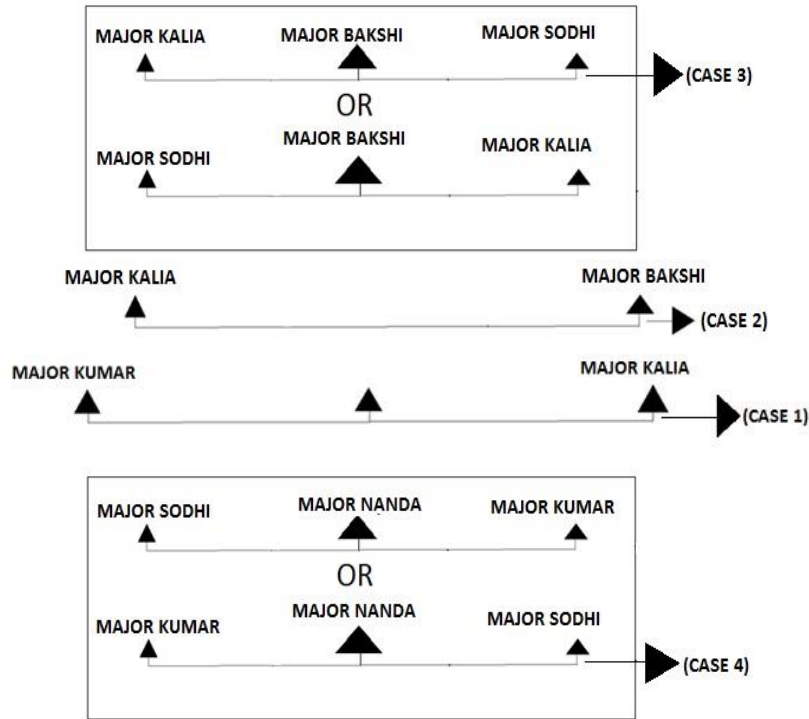 MAJOR KALIA MAJOR BAKSHI MAJOR SODHI
(CASE 3)
OR
MAJOR SODHI MAJOR BAKSHI MAJOR KALIA
MAJOR KALIA MAJOR BAKSHI
(CASE 2)
MAJOR KUMAR MAJOR KALIA
(CASE 1)
MAJOR SODHI MAJOR NANDA MAJOR KUMAR
OR
MAJOR KUMAR MAJOR NANDA MAJOR SODHI
(CASE 4)